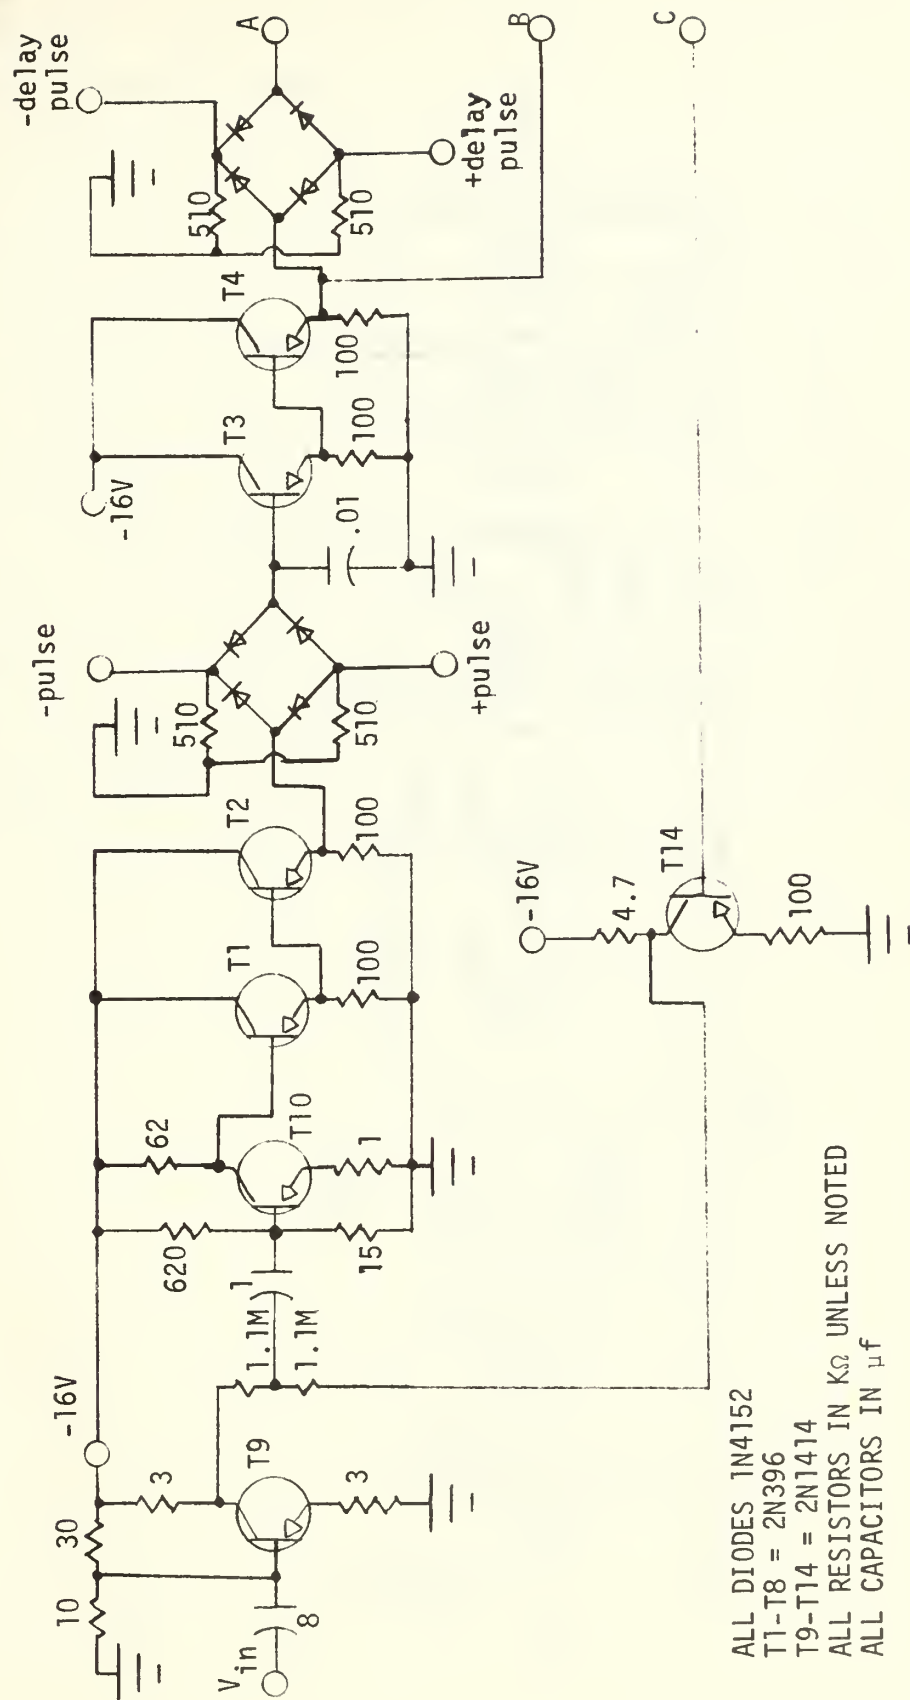 -delay
pulse
A
510
510
+delay
pulse
B
C
T4
100
T3
100
-16V
.01
-pulse
510
510
+pulse
T2
100
T1
100
62
T10
1
620
15
1
1.1M
1.1M
-16V
T9
3
3
30
10
8
Vin
-16V
4.7
T14
100
ALL DIODES 1N4152
T1-T8 = 2N396
T9-T14 = 2N1414
ALL RESISTORS IN KΩ UNLESS NOTED
ALL CAPACITORS IN μf